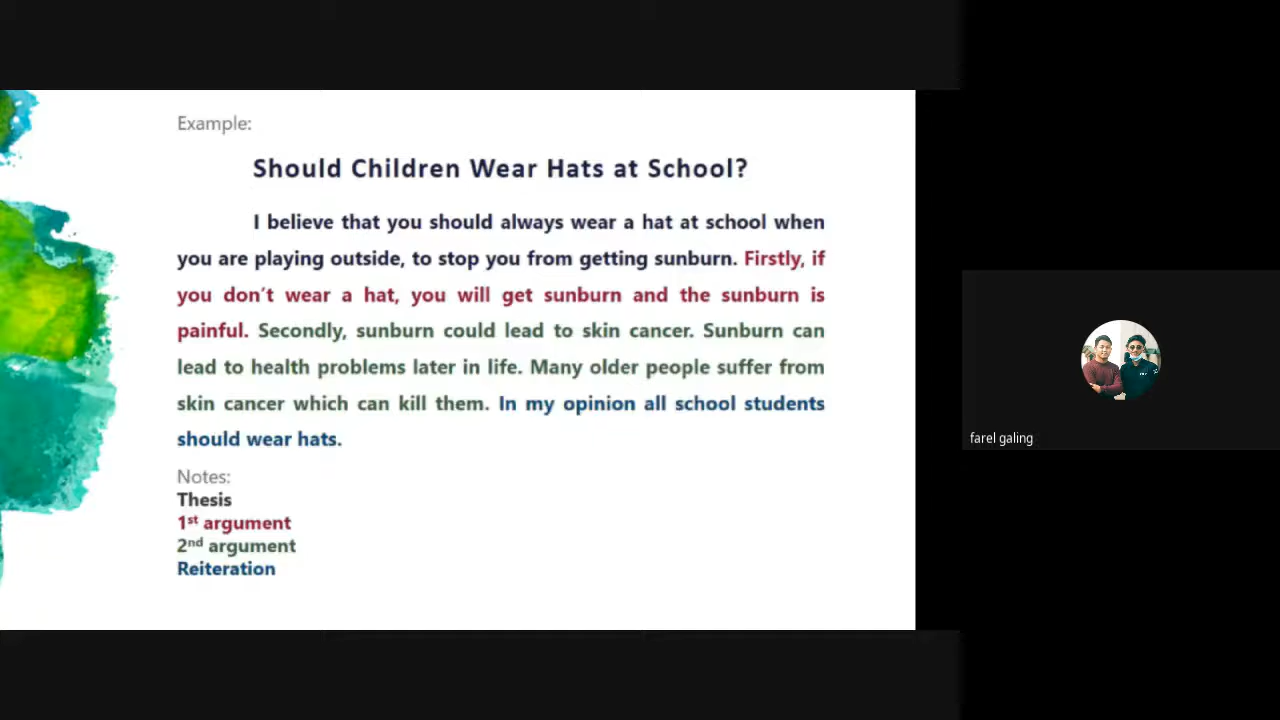 Example:
Should Children Wear Hats at School?
I believe that you should always wear a hat at school when
you are playing outside, to stop you from getting sunburn. Firstly, if
you don't wear a hat, you will get sunburn and the sunburn is
painful. Secondly, sunburn could lead to skin cancer. Sunburn can
lead to health problems later in life. Many older people suffer from
skin cancer which can kill them. In my opinion all school students
should wear hats.
Notes:
Thesis
1st argument
2nd argument
Reiteration
farel galing